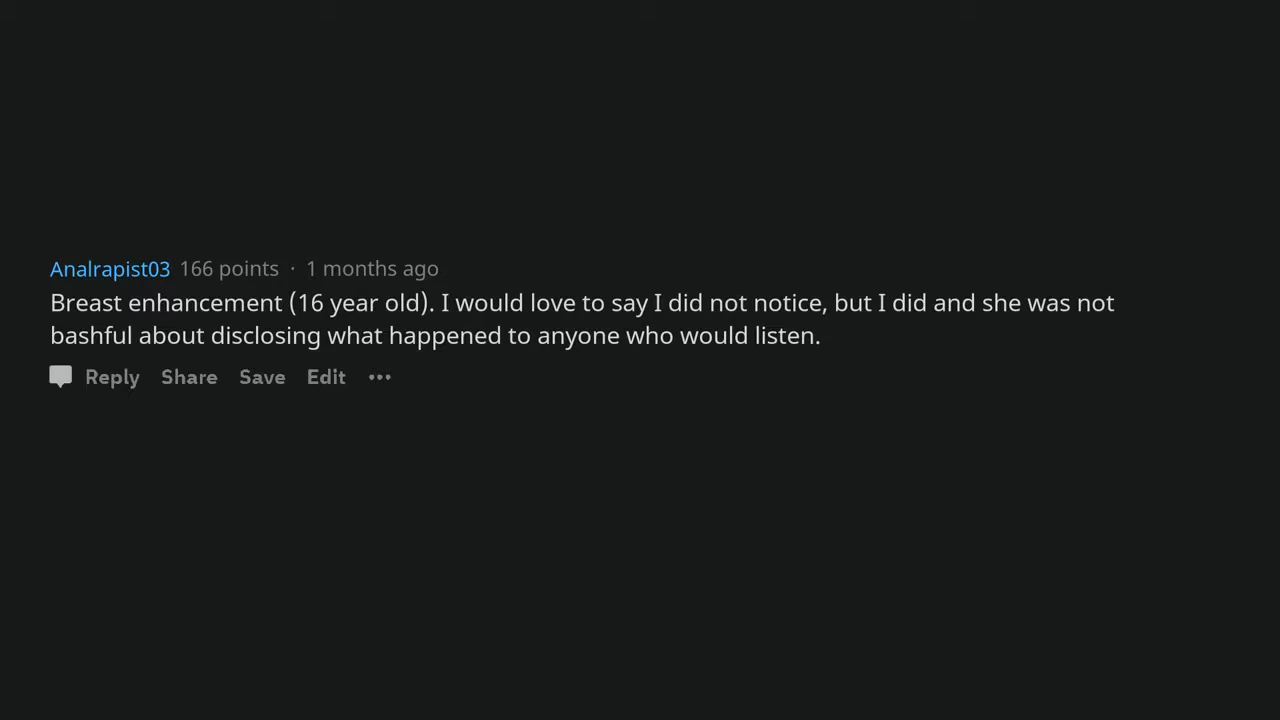 Analrapist03 166 points · 1 months ago
Breast enhancement (16 year old). I would love to say I did not notice, but I did and she was not
bashful about disclosing what happened to anyone who would listen.
Reply Share Save Edit •••